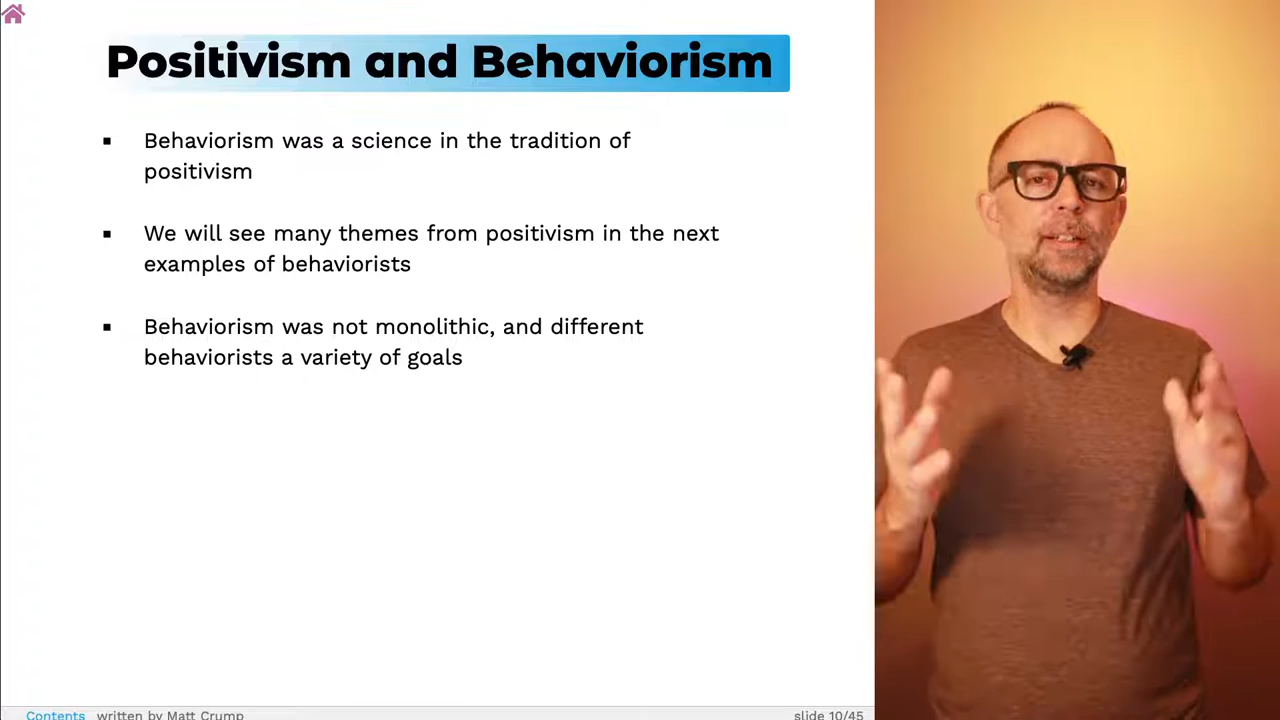 Positivism and Behaviorism
▪ Behaviorism was a science in the tradition of
positivism
▪ We will see many themes from positivism in the next
examples of behaviorists
▪ Behaviorism was not monolithic, and different
behaviorists a variety of goals
Contents written by Matt Crump
slide 10/45